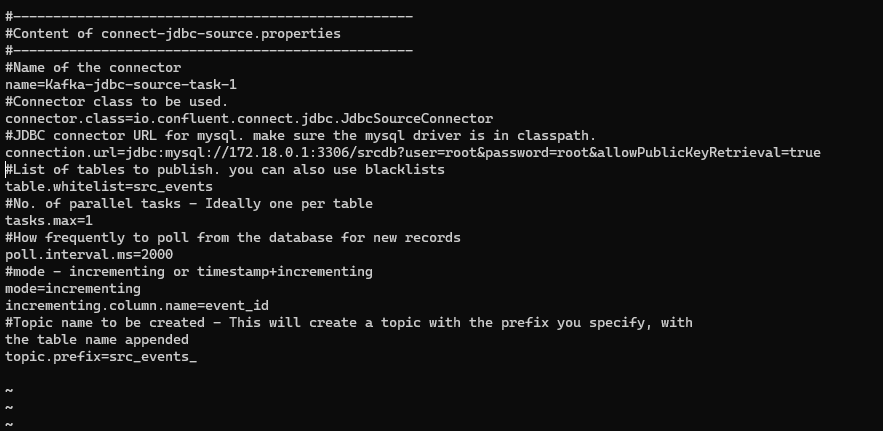 #--------------------------------------------------
#Content of connect-jdbc-source.properties
#--------------------------------------------------
#Name of the connector
name=Kafka-jdbc-source-task-1
#Connector class to be used.
connector.class=io.confluent.connect.jdbc.JdbcSourceConnector
#JDBC connector URL for mysql. make sure the mysql driver is in classpath.
connection.url=jdbc:mysql://172.18.0.1:3306/srcdb?user=root&password=root&allowPublicKeyRetrieval=true
#List of tables to publish. you can also use blacklists
table.whitelist=src_events
#No. of parallel tasks - Ideally one per table
tasks.max=1
#How frequently to poll from the database for new records
poll.interval.ms=2000
#mode - incrementing or timestamp+incrementing
mode=incrementing
incrementing.column.name=event_id
#Topic name to be created - This will create a topic with the prefix you specify, with
the table name appended
topic.prefix=src_events_
~
~
~